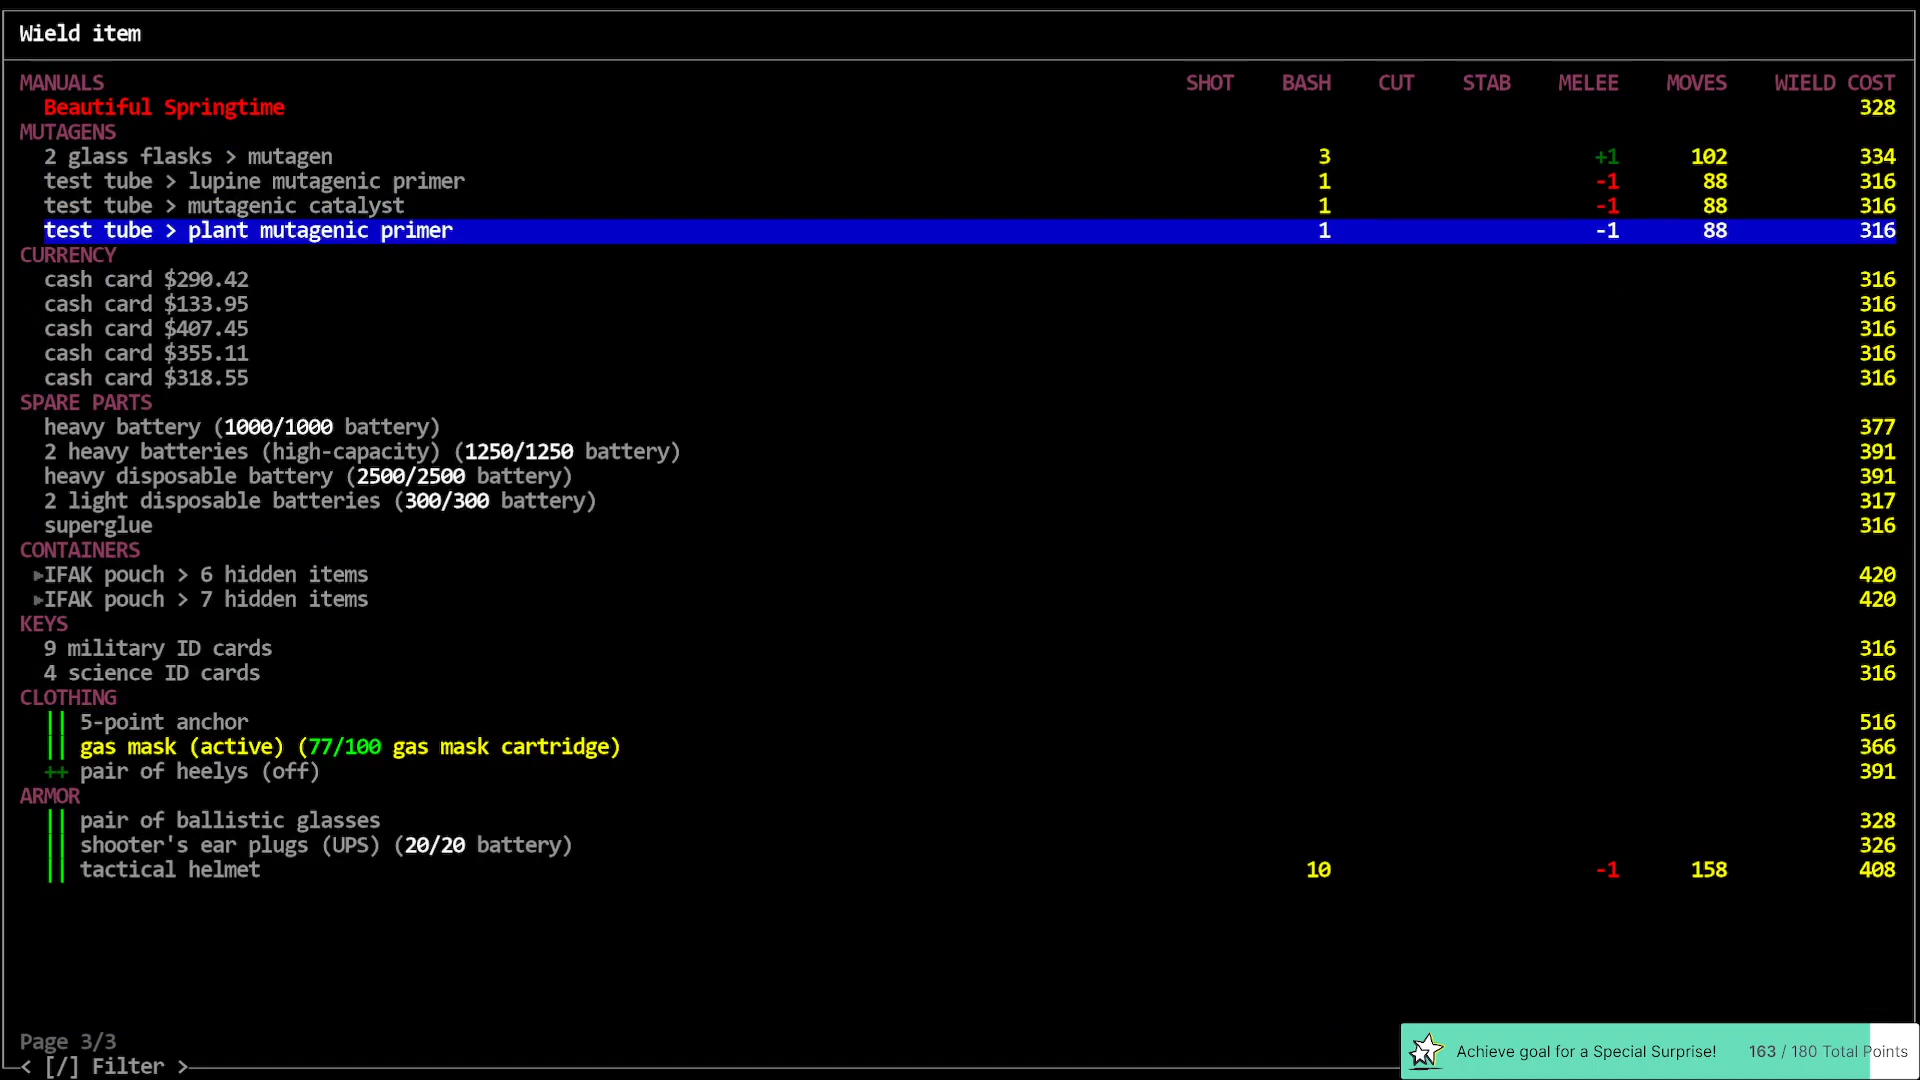 Wield item
MANUALS SHOT BASH CUT STAB MELEE MOVES WIELD COST
Beautiful Springtime 328
MUTAGENS
2 glass flasks > mutagen 3 +1 102 334
test tube > lupine mutagenic primer 1 -1 88 316
test tube > mutagenic catalyst 1 -1 88 316
test tube > plant mutagenic primer 1 -1 88 316
CURRENCY
cash card $290.42 316
cash card $133.95 316
cash card $407.45 316
cash card $355.11 316
cash card $318.55 316
SPARE PARTS
heavy battery (1000/1000 battery) 377
2 heavy batteries (high-capacity) (1250/1250 battery) 391
heavy disposable battery (2500/2500 battery) 391
2 light disposable batteries (300/300 battery) 317
superglue 316
CONTAINERS
▶IFAK pouch > 6 hidden items 420
▶IFAK pouch > 7 hidden items 420
KEYS
9 military ID cards 316
4 science ID cards 316
CLOTHING
|| 5-point anchor 516
|| gas mask (active) (77/100 gas mask cartridge) 366
++ pair of heelys (off) 391
ARMOR
|| pair of ballistic glasses 328
|| shooter's ear plugs (UPS) (20/20 battery) 326
|| tactical helmet 10 -1 158 408
Page 3/3
< [/] Filter >
Achieve goal for a Special Surprise! 163 / 180 Total Points